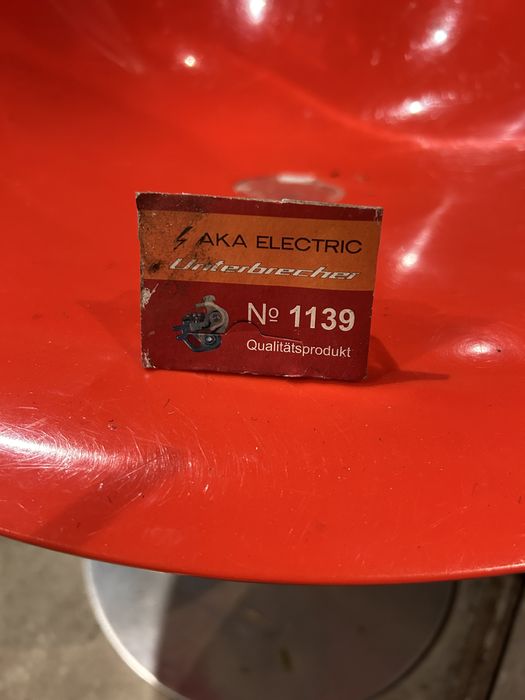 AKA ELECTRIC
Unterbrecher
Nº 1139
Qualitätsprodukt